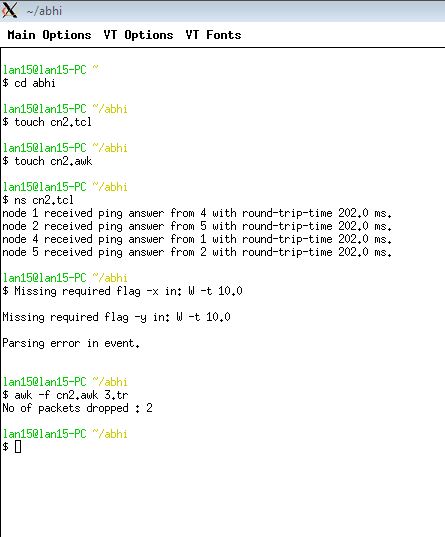 ~/abhi
Main Options VT Options VT Fonts
lan15@lan15-PC ~
$ cd abhi
lan15@lan15-PC ~/abhi
$ touch cn2.tcl
lan15@lan15-PC ~/abhi
$ touch cn2.awk
lan15@lan15-PC ~/abhi
$ ns cn2.tcl
node 1 received ping answer from 4 with round-trip-time 202.0 ms.
node 2 received ping answer from 5 with round-trip-time 202.0 ms.
node 4 received ping answer from 1 with round-trip-time 202.0 ms.
node 5 received ping answer from 2 with round-trip-time 202.0 ms.
lan15@lan15-PC ~/abhi
$ Missing required flag -x in: W -t 10.0
Missing required flag -y in: W -t 10.0
Parsing error in event.
lan15@lan15-PC ~/abhi
$ awk -f cn2.awk 3.tr
No of packets dropped : 2
lan15@lan15-PC ~/abhi
$